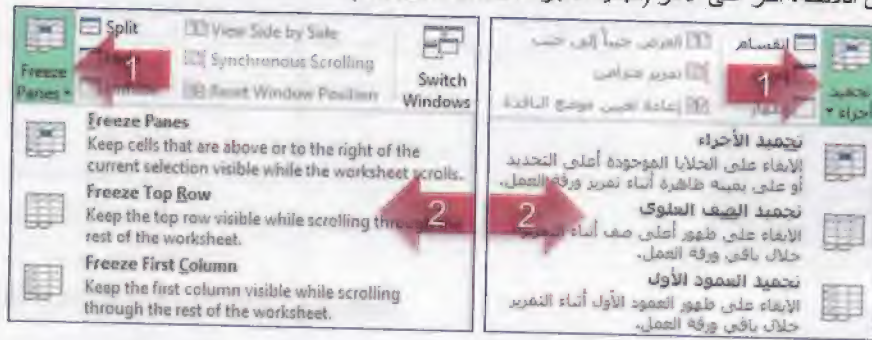 Split
View Side by Side
Synchronous Scrolling
Reset Window Position
Freeze
Panes
1
Switch
Windows
Freeze Panes
Keep cells that are above or to the right of the
current selection visible while the worksheet scrolls.
Freeze Top Row
Keep the top row visible while scrolling through
rest of the worksheet.
Freeze First Column
Keep the first column visible while scrolling
through the rest of the worksheet.
2
انقسام
العرض جنباً إلى جنب
تمرير متزامن
إعادة تعيين موضع النافذة
1
تجميد
أجزاء
تجميد الأجزاء
الإبقاء على الخلايا الموجودة أعلى التحديد
أو على يمينه ظاهرة أثناء تمرير ورقة العمل.
تجميد الصف العلوي
الإبقاء على ظهور أعلى صف أثناء التمرير
خلال باقي ورقة العمل.
تجميد العمود الأول
الإبقاء على ظهور العمود الأول أثناء التمرير
خلال باقي ورقة العمل.
2